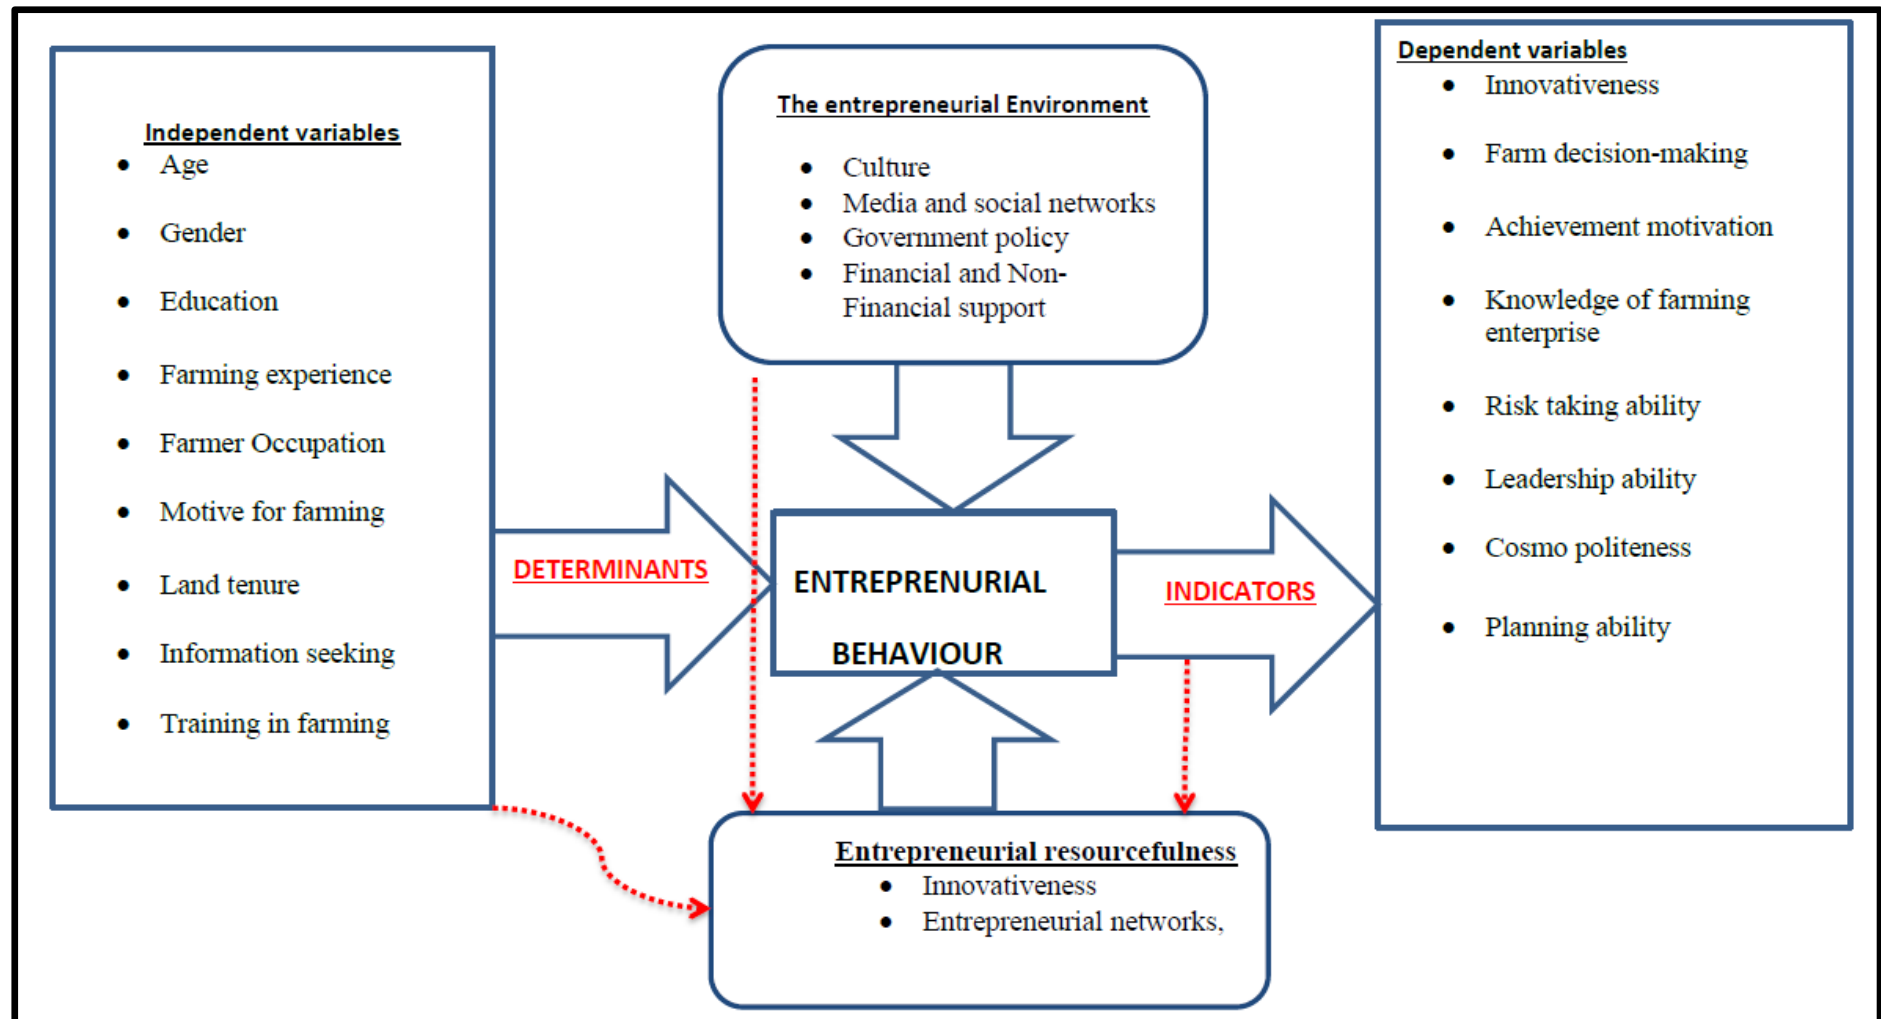 Independent variables
• Age
• Gender
• Education
• Farming experience
• Farmer Occupation
• Motive for farming
• Land tenure
• Information seeking
• Training in farming
DETERMINANTS
The entrepreneurial Environment
• Culture
• Media and social networks
• Government policy
• Financial and Non-
Financial support
ENTREPRENURIAL
BEHAVIOUR
Entrepreneurial resourcefulness
• Innovativeness
• Entrepreneurial networks,
INDICATORS
Dependent variables
• Innovativeness
• Farm decision-making
• Achievement motivation
• Knowledge of farming
enterprise
• Risk taking ability
• Leadership ability
• Cosmo politeness
• Planning ability